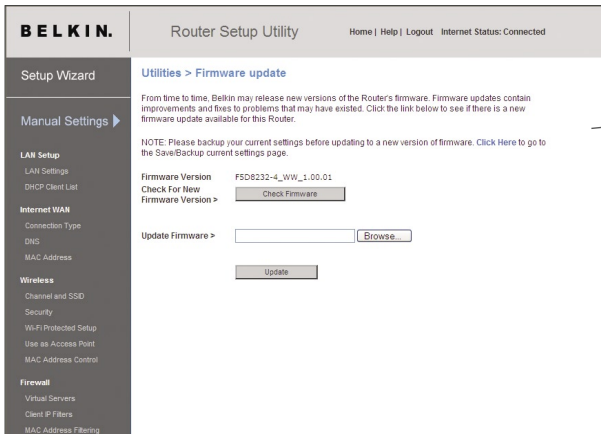 BELKIN.
Router Setup Utility
Home | Help | Logout Internet Status: Connected
Setup Wizard
Manual Settings
LAN Setup
LAN Settings
DHCP Client List
Internet WAN
Connection Type
DNS
MAC Address
Wireless
Channel and SSID
Security
Wi-Fi Protected Setup
Use as Access Point
MAC Address Control
Firewall
Virtual Servers
Client IP Filters
MAC Address Filtering
Utilities > Firmware update
From time to time, Belkin may release new versions of the Router's firmware. Firmware updates contain
improvements and fixes to problems that may have existed. Click the link below to see if there is a new
firmware update available for this Router.
NOTE: Please backup your current settings before updating to a new version of firmware. Click Here to go to
the Save/Backup current settings page.
Firmware Version F5D8232-4_WW_1.00.01
Check For New
Firmware Version >
Check Firmware
Update Firmware >
Browse...
Update